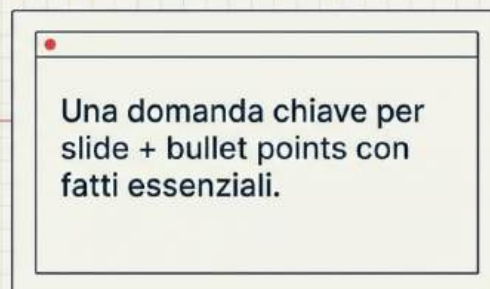 Una domanda chiave per
slide + bullet points con
fatti essenziali.